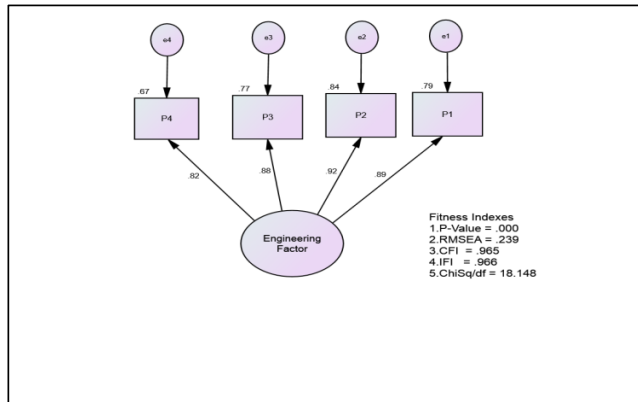 e4
e3
e2
e1
.67
.77
.84
.79
P4
P3
P2
P1
.82
.88
.92
.89
Engineering
Factor
Fitness Indexes
1.P-Value = .000
2.RMSEA = .239
3.CFI = .965
4.IFI = .966
5.ChiSq/df = 18.148